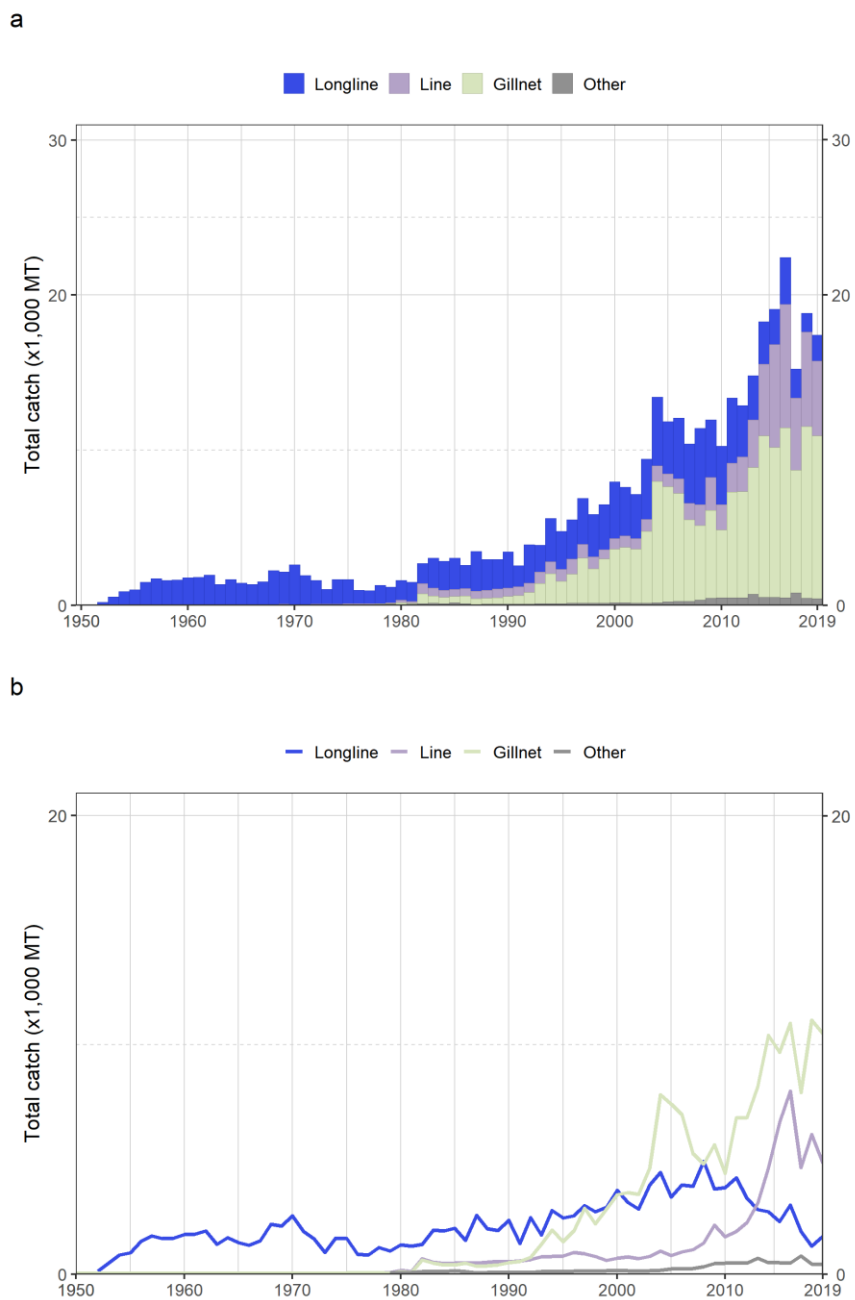 a
Longline Line Gillnet Other
30 30
20 20
0 0
Total catch (x1,000 MT)
1950 1960 1970 1980 1990 2000 2010 2019
b
Longline Line Gillnet Other
20 20
0 0
Total catch (x1,000 MT)
1950 1960 1970 1980 1990 2000 2010 2019